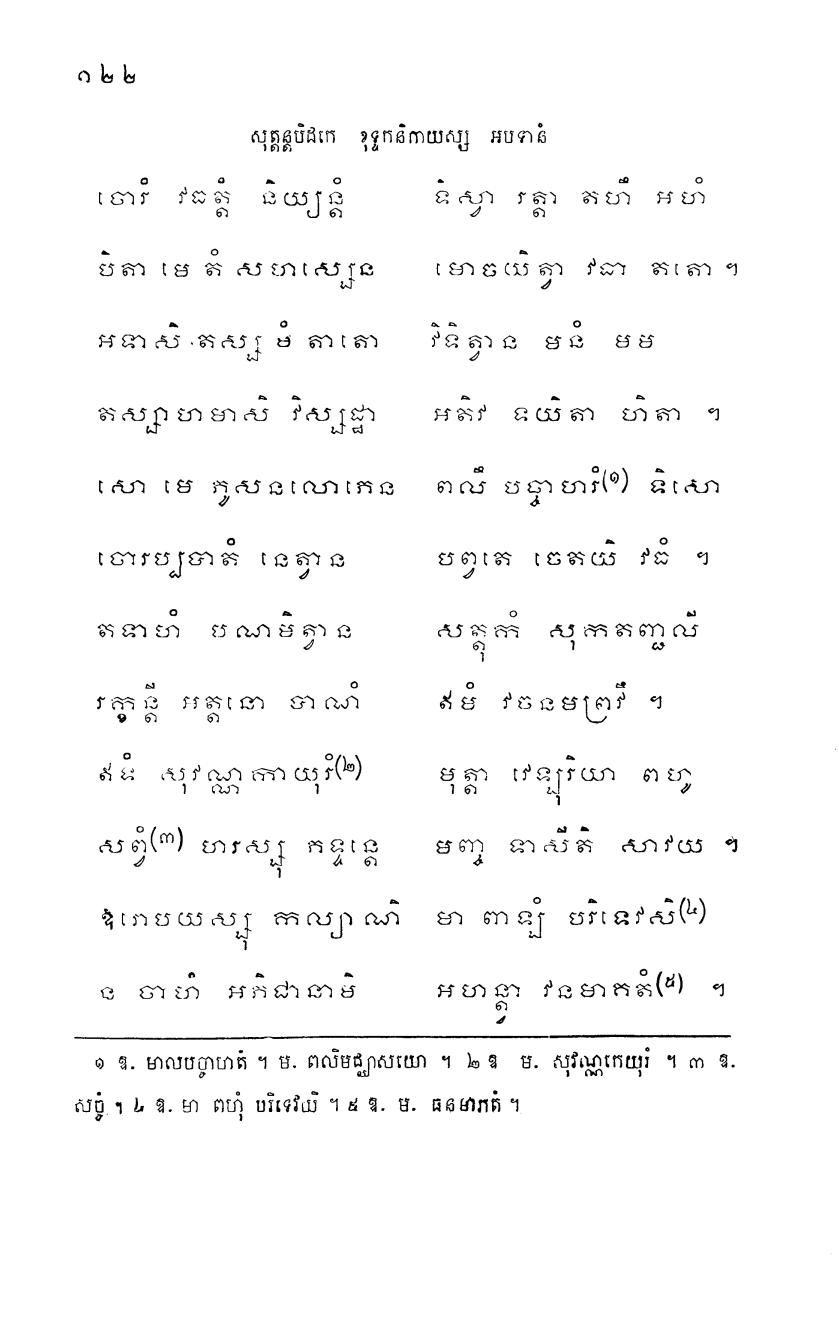 ១២២
សុត្តន្តបិដកេ ខុទ្ទកនិកាយស្ស អបទានំ
ចោរំ វធត្តំ និយ្យន្តំ ទិស្វា រត្តា តហឹ អហំ
បិតា មេ តំ សហស្សេន មោចយិត្វា វធា តតោ ។
អទាសិ តស្ស មំ តាតោ វិទិត្វាន មនំ មម
តស្សាហមាសិ វិស្សដ្ឋា អតិវ ទយិតា ហិតា ។
សោ មេ ភូសនលោភេន ពលឹ បច្ចាហរំ(១) ទិសោ
ចោរប្បបាតំ នេត្វាន បព្វតេ ចេតយិ វធំ ។
តទាហំ បណាមិត្វាន សត្តុកំ សុកតញ្ជលី
រក្ខន្តី អត្តនោ បាណំ ឥមំ វចនមព្រវឹ ។
ឥទំ សុវណ្ណកាយុរំ(២) មុត្តា វេឡុរិយា ពហូ
សព្វំ(៣) ហរស្សុ ភទ្ទន្តេ មញ្ច ទាសីតិ សាវយ ។
ឱរោបយស្សុ កល្យាណិ មា ពាឡ្ហំ បរិទេវសិ(៤)
ន ចាហំ អភិជានាមិ អហន្ត្វា វនមាគតំ(៥) ។
១ ឱ. មាលបច្ចាហតំ ។ ម. ពលិមជ្ឈាសយោ ។ ២ ឱ ម. សុវណ្ណកេយុរំ ។ ៣ ឱ.
សច្ចំ ។ ៤ ឱ. មា ពហុំ បរិទេវយិ ។ ៥ ឱ. ម. ធនមាភតំ ។